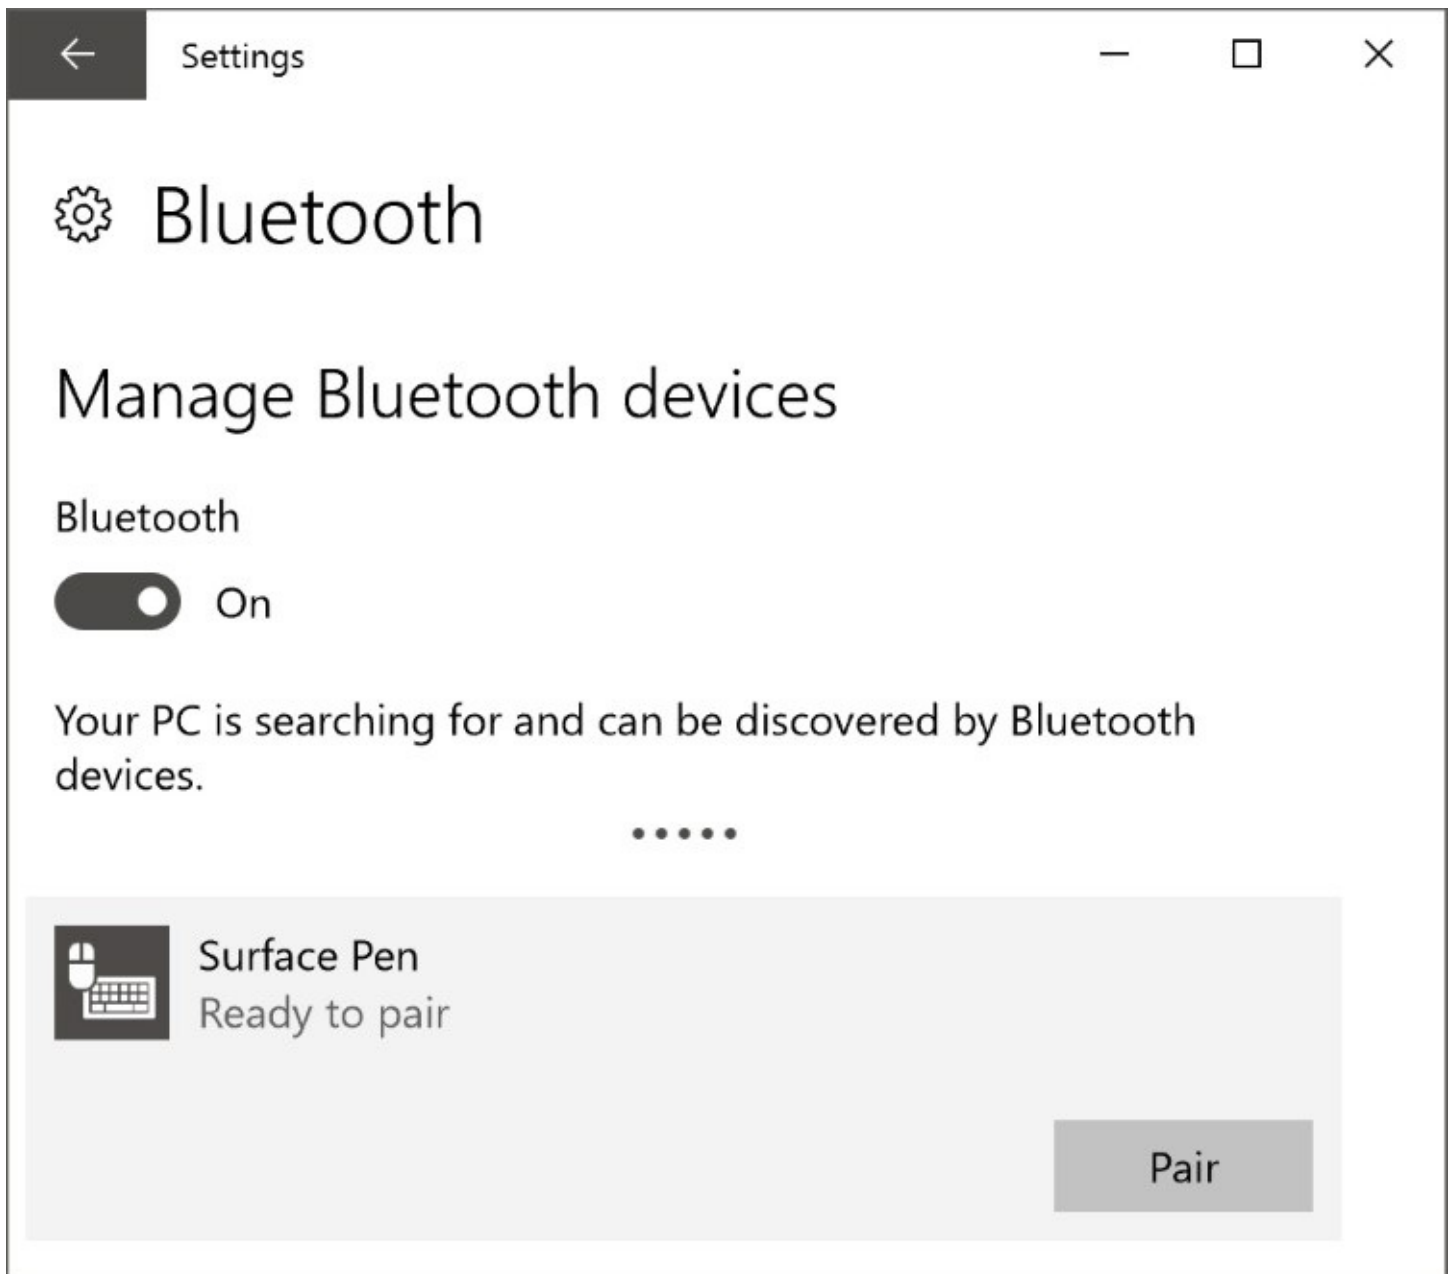 Settings
Bluetooth
Manage Bluetooth devices
Bluetooth
On
Your PC is searching for and can be discovered by Bluetooth
devices.
Surface Pen
Ready to pair
Pair